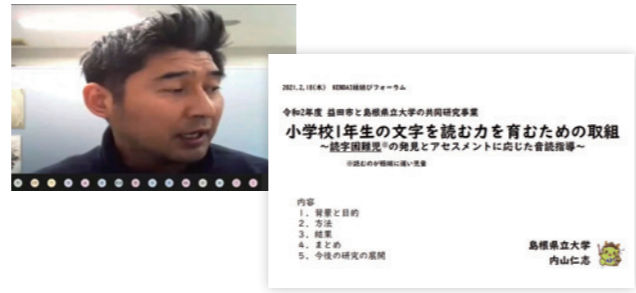 2021.2.10(水) KENDAI縁結びフォーラム
令和2年度 益田市と島根県立大学の共同研究事業
小学校1年生の文字を読む力を育むための取組
～読字困難児※の発見とアセスメントに応じた音読指導～
※読むのが極端に遅い児童
内容
1．背景と目的
2．方法
3．結果
4．まとめ
5．今後の研究の展開
島根県立大学
内山仁志